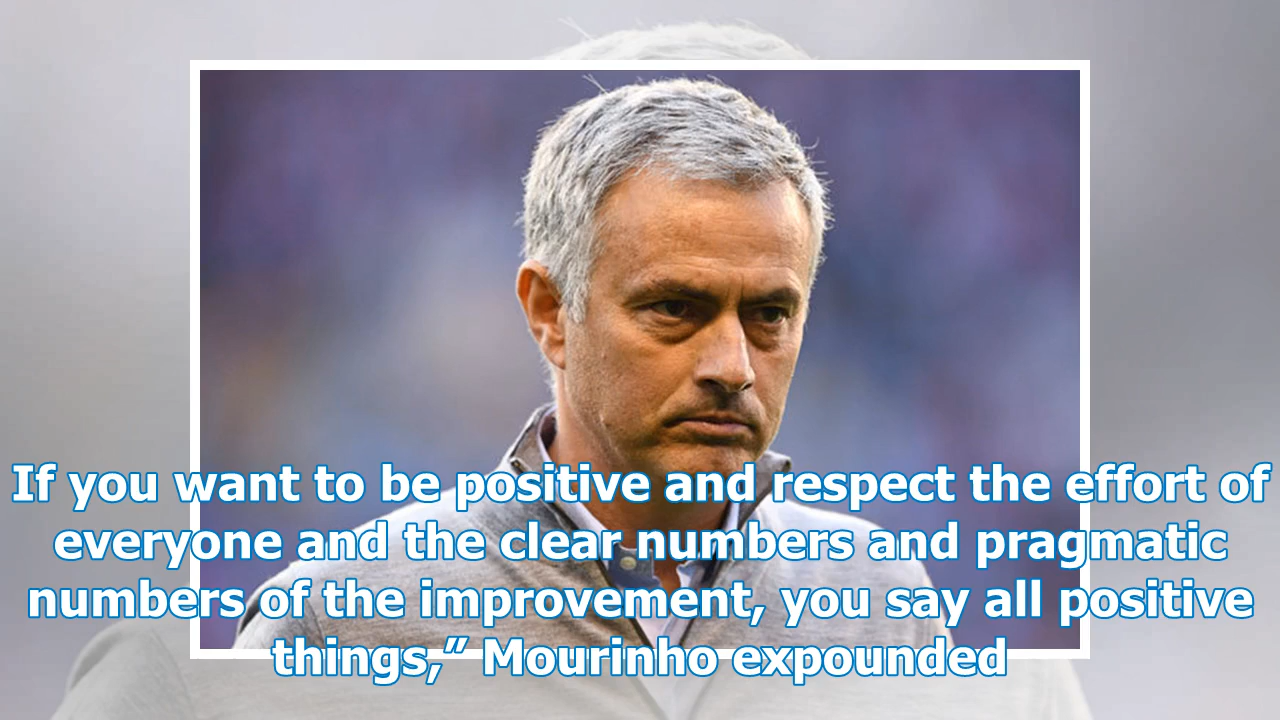 If you want to be positive and respect the effort of
everyone and the clear numbers and pragmatic
numbers of the improvement, you say all positive
things,” Mourinho expounded